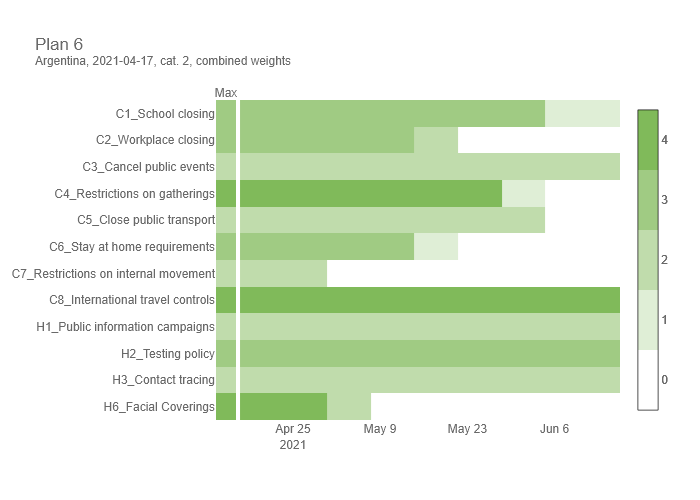 Plan 6
Argentina, 2021-04-17, cat. 2, combined weights
Max
C1_School closing
C2_Workplace closing
C3_Cancel public events
C4_Restrictions on gatherings
C5_Close public transport
C6_Stay at home requirements
C7_Restrictions on internal movement
C8_International travel controls
H1_Public information campaigns
H2_Testing policy
H3_Contact tracing
H6_Facial Coverings
Apr 25 May 9 May 23 Jun 6
2021
4
3
2
1
0